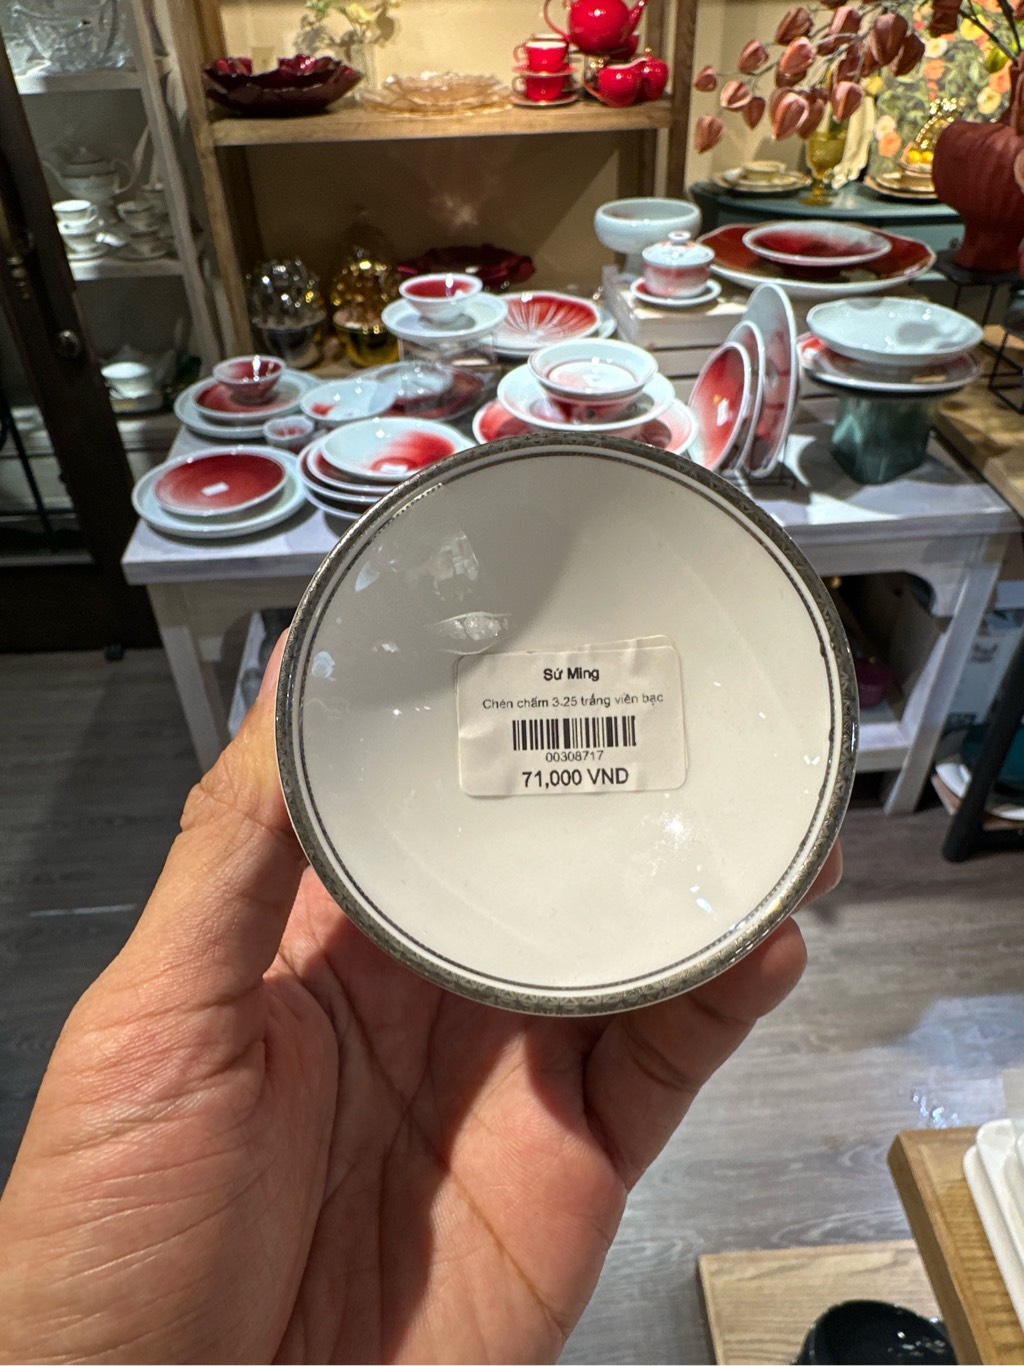 Sứ Ming
Chén chấm 3.25 trắng viền bạc
00308717
71,000 VND